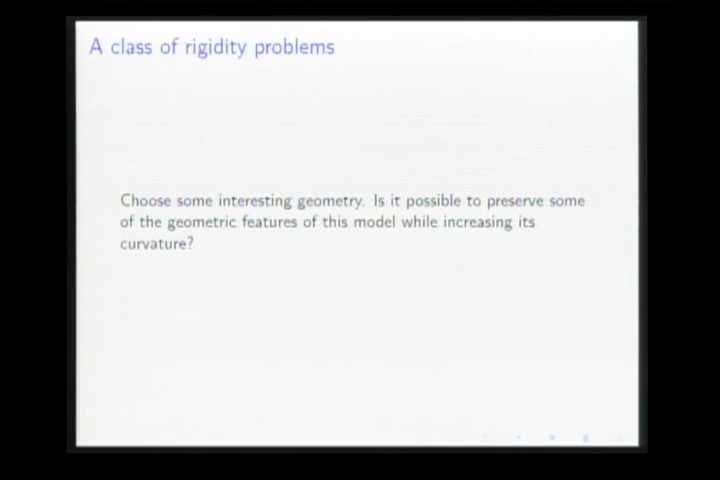 A class of rigidity problems
Choose some interesting geometry. Is it possible to preserve some
of the geometric features of this model while increasing its
curvature?